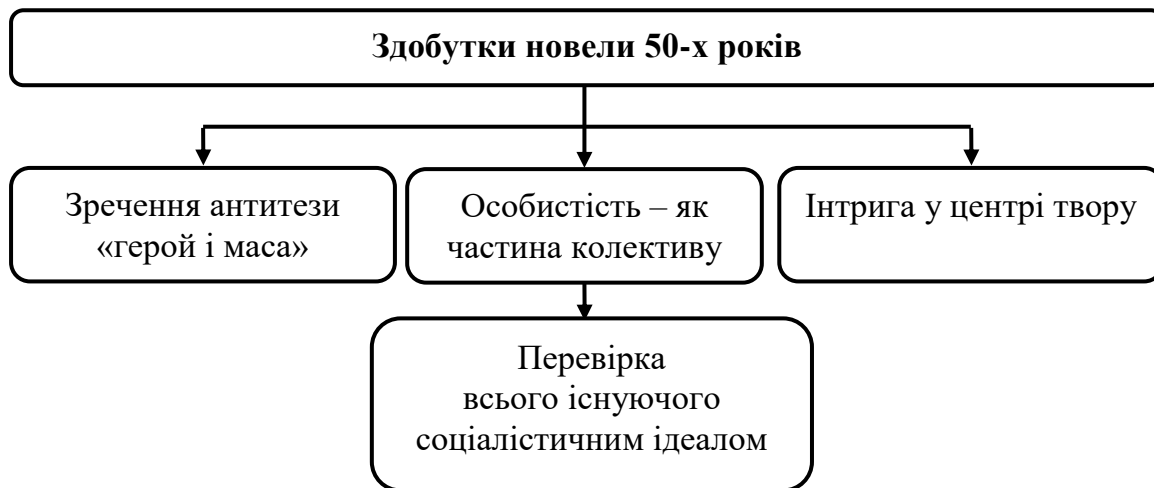 Здобутки новели 50-х років
Зречення антитези
«герой і маса»
Особистість – як
частина колективу
Інтрига у центрі твору
Перевірка
всього існуючого
соціалістичним ідеалом